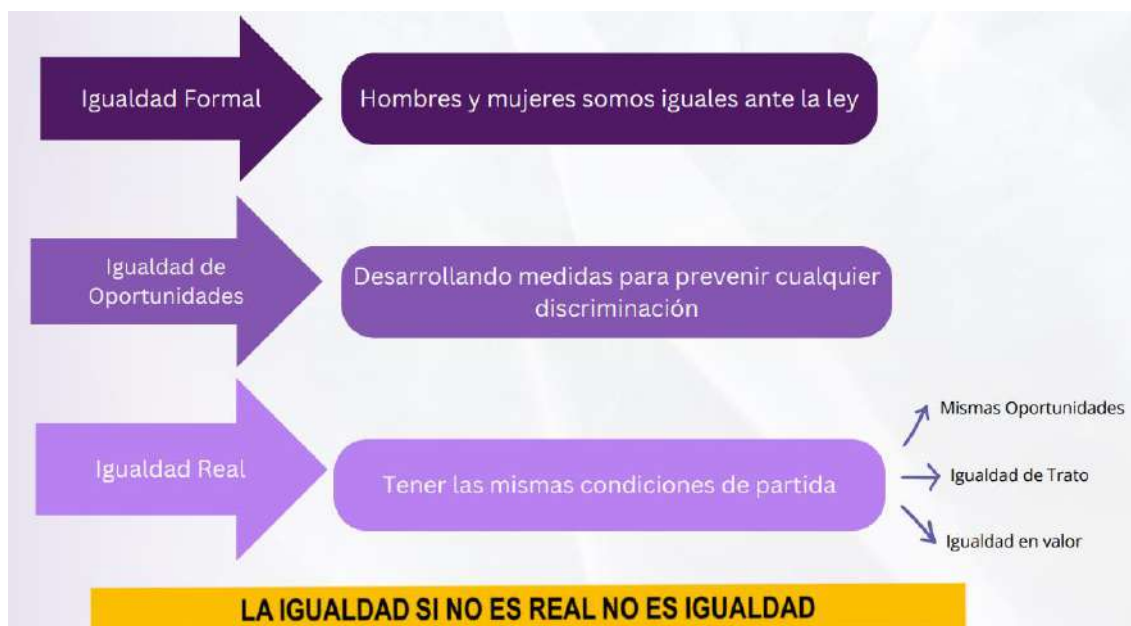 Igualdad Formal
Hombres y mujeres somos iguales ante la ley
Igualdad de
Oportunidades
Desarrollando medidas para prevenir cualquier
discriminación
Igualdad Real
Tener las mismas condiciones de partida
Mismas Oportunidades
Igualdad de Trato
Igualdad en valor
LA IGUALDAD SI NO ES REAL NO ES IGUALDAD